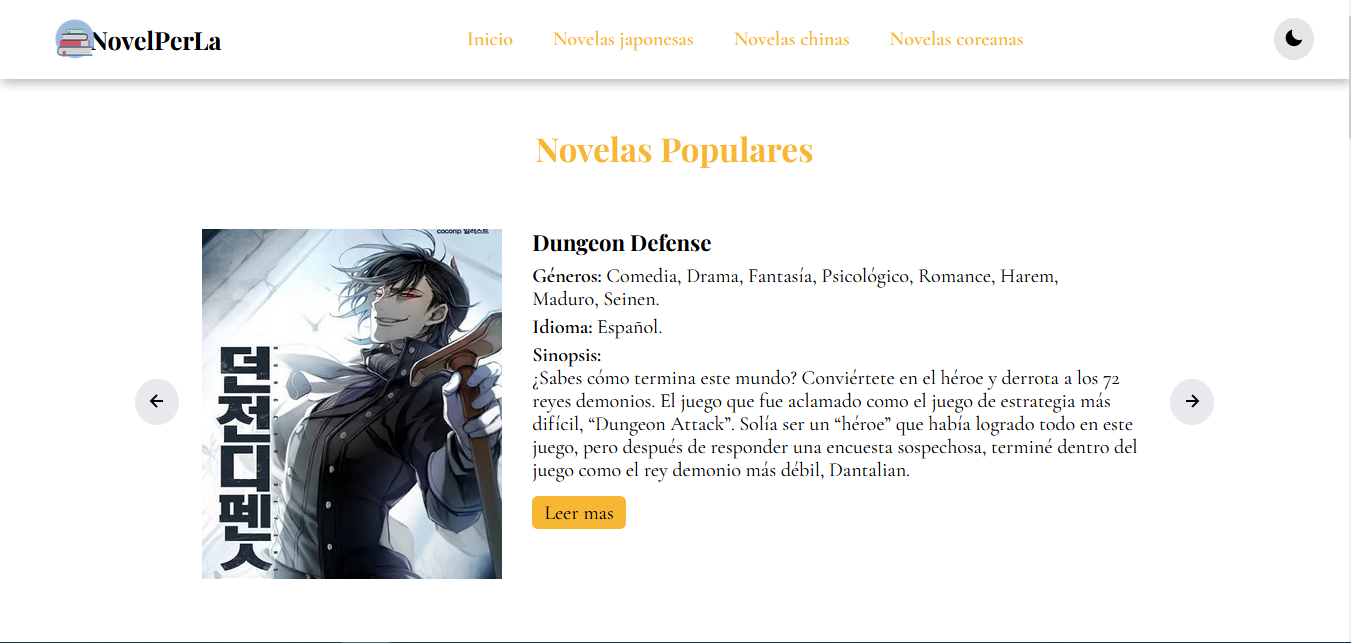 NovelPerLa
Inicio
Novelas japonesas
Novelas chinas
Novelas coreanas
Novelas Populares
cocorip 일러스트
던전디펜스
Dungeon Defense
Géneros: Comedia, Drama, Fantasía, Psicológico, Romance, Harem,
Maduro, Seinen.
Idioma: Español.
Sinopsis:
¿Sabes cómo termina este mundo? Conviértete en el héroe y derrota a los 72
reyes demonios. El juego que fue aclamado como el juego de estrategia más
difícil, “Dungeon Attack”. Solía ser un “héroe” que había logrado todo en este
juego, pero después de responder una encuesta sospechosa, terminé dentro del
juego como el rey demonio más débil, Dantalian.
Leer mas